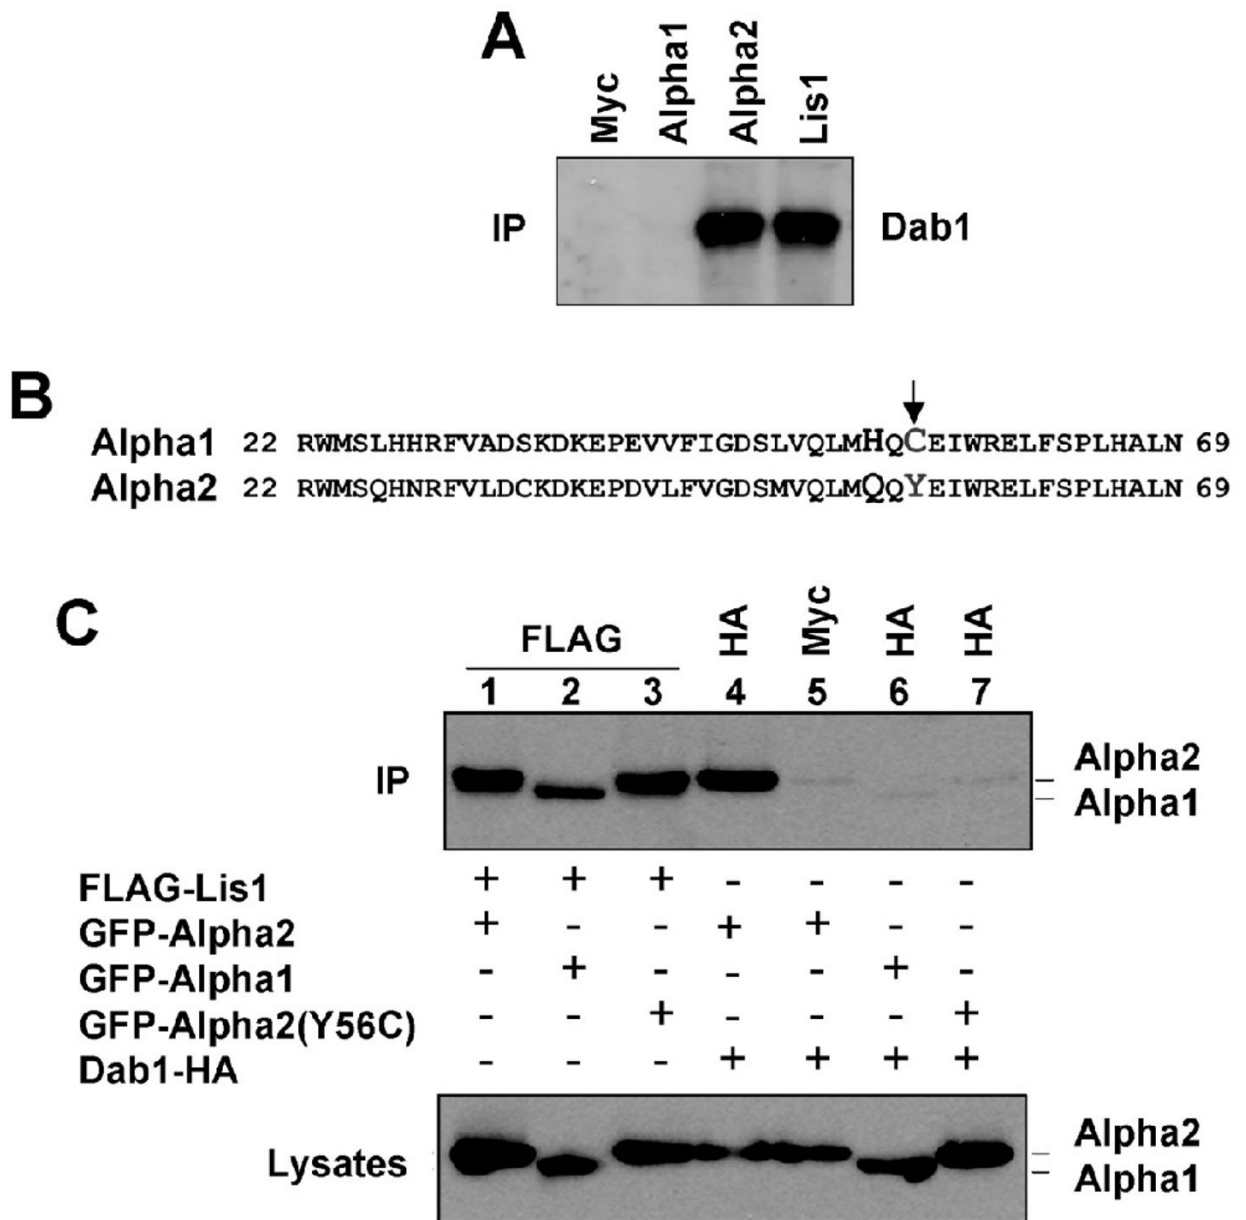 A
Myc Alpha1 Alpha2 Lis1
IP Dab1
B
Alpha1 22 RWMSLHHRFVADSKDKEPEVVFIGDSLVQLMHQCEIWRELFSPLHALN 69
Alpha2 22 RWMSQHNRFVLDCKDKEPDVLFVGDSMVQLMQQYEIWRELFSPLHALN 69
C
FLAG HA Myc HA HA
1 2 3 4 5 6 7
IP Alpha2
Alpha1
FLAG-Lis1 + + + - - - -
GFP-Alpha2 + - - + + - -
GFP-Alpha1 - + - - - + -
GFP-Alpha2(Y56C) - - + - - - +
Dab1-HA - - - + + + +
Lysates Alpha2
Alpha1